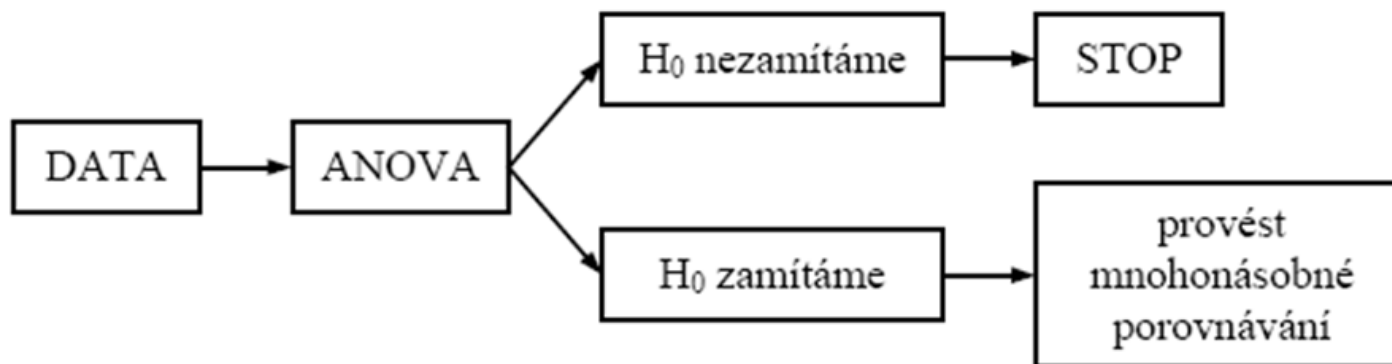 DATA
ANOVA
H₀ nezamítáme
STOP
H₀ zamítáme
provést
mnohonásobné
porovnávání